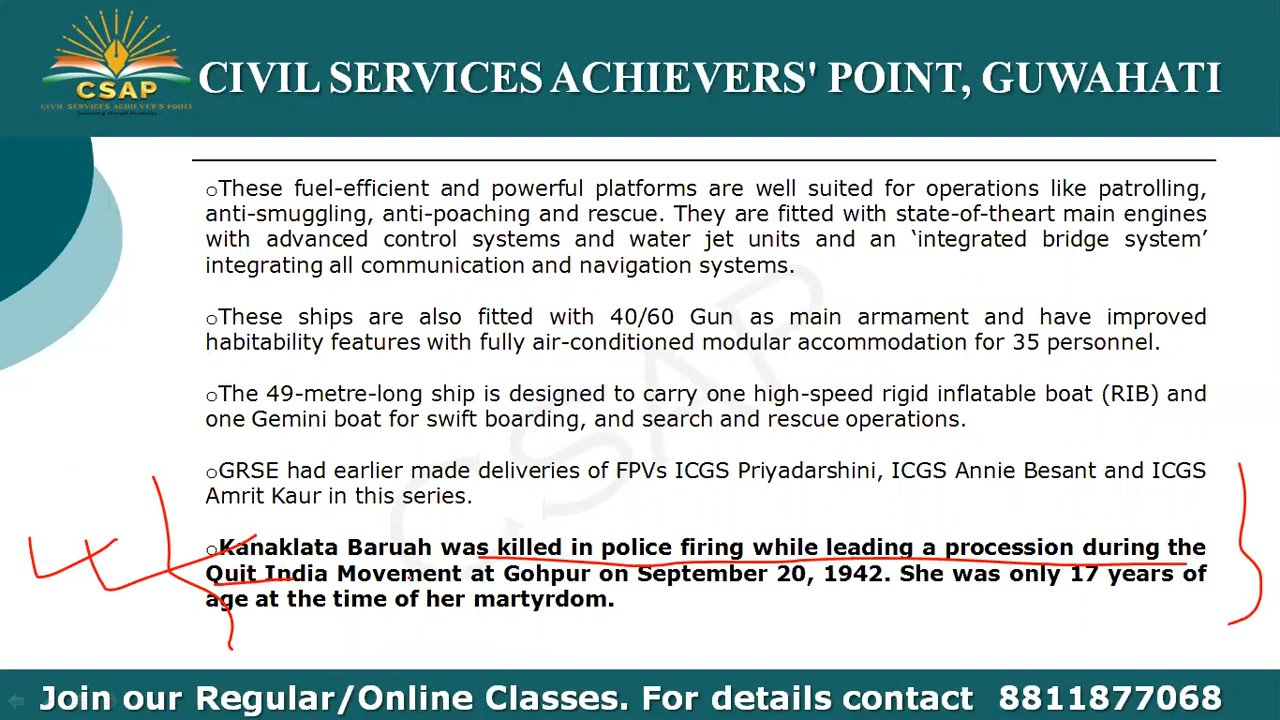 CSAP
CIVIL SERVICES ACHIEVER'S POINT
CIVIL SERVICES ACHIEVERS' POINT, GUWAHATI
oThese fuel-efficient and powerful platforms are well suited for operations like patrolling,
anti-smuggling, anti-poaching and rescue. They are fitted with state-of-theart main engines
with advanced control systems and water jet units and an ‘integrated bridge system’
integrating all communication and navigation systems.
oThese ships are also fitted with 40/60 Gun as main armament and have improved
habitability features with fully air-conditioned modular accommodation for 35 personnel.
oThe 49-metre-long ship is designed to carry one high-speed rigid inflatable boat (RIB) and
one Gemini boat for swift boarding, and search and rescue operations.
oGRSE had earlier made deliveries of FPVs ICGS Priyadarshini, ICGS Annie Besant and ICGS
Amrit Kaur in this series.
oKanaklata Baruah was killed in police firing while leading a procession during the
Quit India Movement at Gohpur on September 20, 1942. She was only 17 years of
age at the time of her martyrdom.
CSAP
Join our Regular/Online Classes. For details contact 8811877068